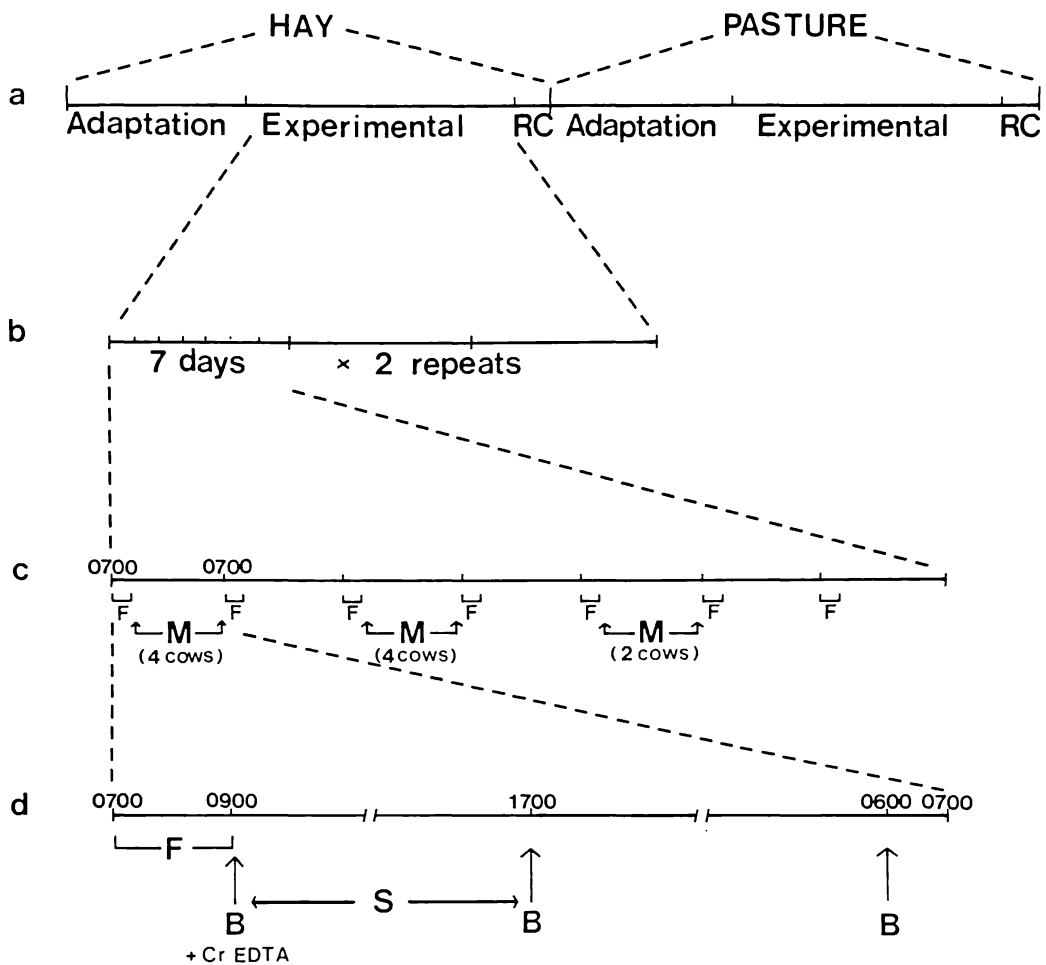 HAY PASTURE
a
Adaptation Experimental RC Adaptation Experimental RC
b
7 days × 2 repeats
c 0700 0700
F F F F F F F
M M M
(4 cows) (4 cows) (2 cows)
d 0700 0900 1700 0600 0700
F
S
B B B
+ Cr EDTA